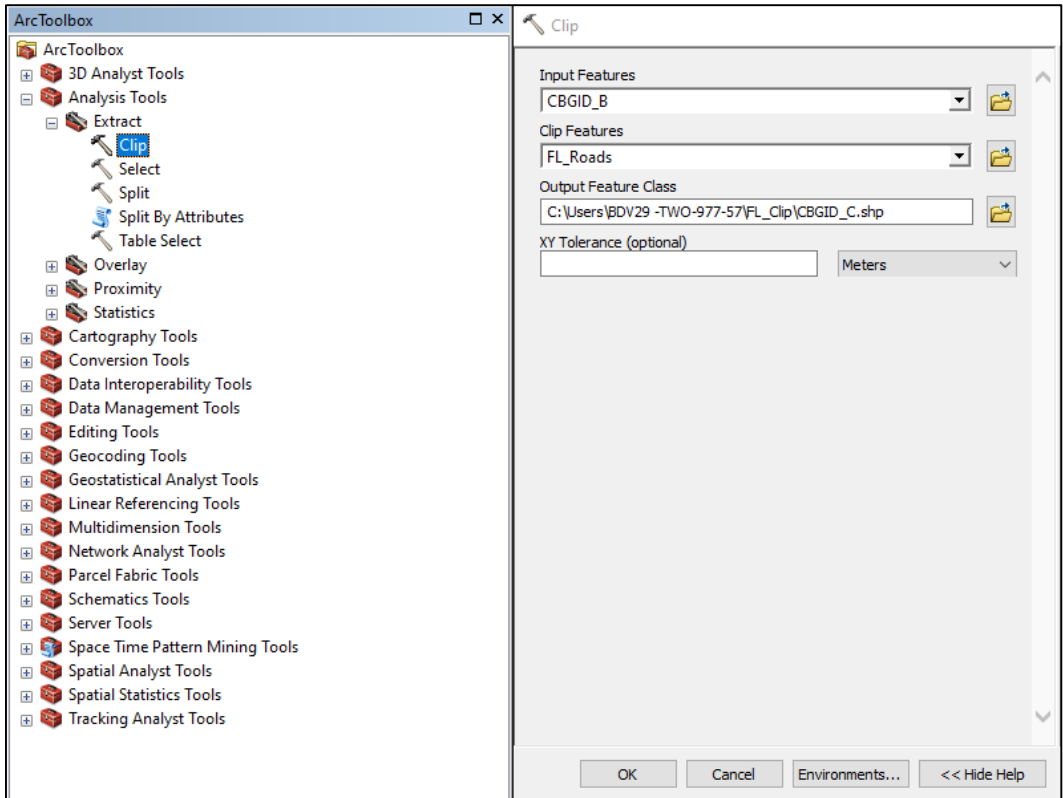 ArcToolbox
ArcToolbox
3D Analyst Tools
Analysis Tools
Extract
Clip
Select
Split
Split By Attributes
Table Select
Overlay
Proximity
Statistics
Cartography Tools
Conversion Tools
Data Interoperability Tools
Data Management Tools
Editing Tools
Geocoding Tools
Geostatistical Analyst Tools
Linear Referencing Tools
Multidimension Tools
Network Analyst Tools
Parcel Fabric Tools
Schematics Tools
Server Tools
Space Time Pattern Mining Tools
Spatial Analyst Tools
Spatial Statistics Tools
Tracking Analyst Tools
Clip
Input Features
CBGID_B
Clip Features
FL_Roads
Output Feature Class
C:\Users\BDV29 -TWO-977-57\FL_Clip\CBGID_C.shp
XY Tolerance (optional)
Meters
OK Cancel Environments... << Hide Help